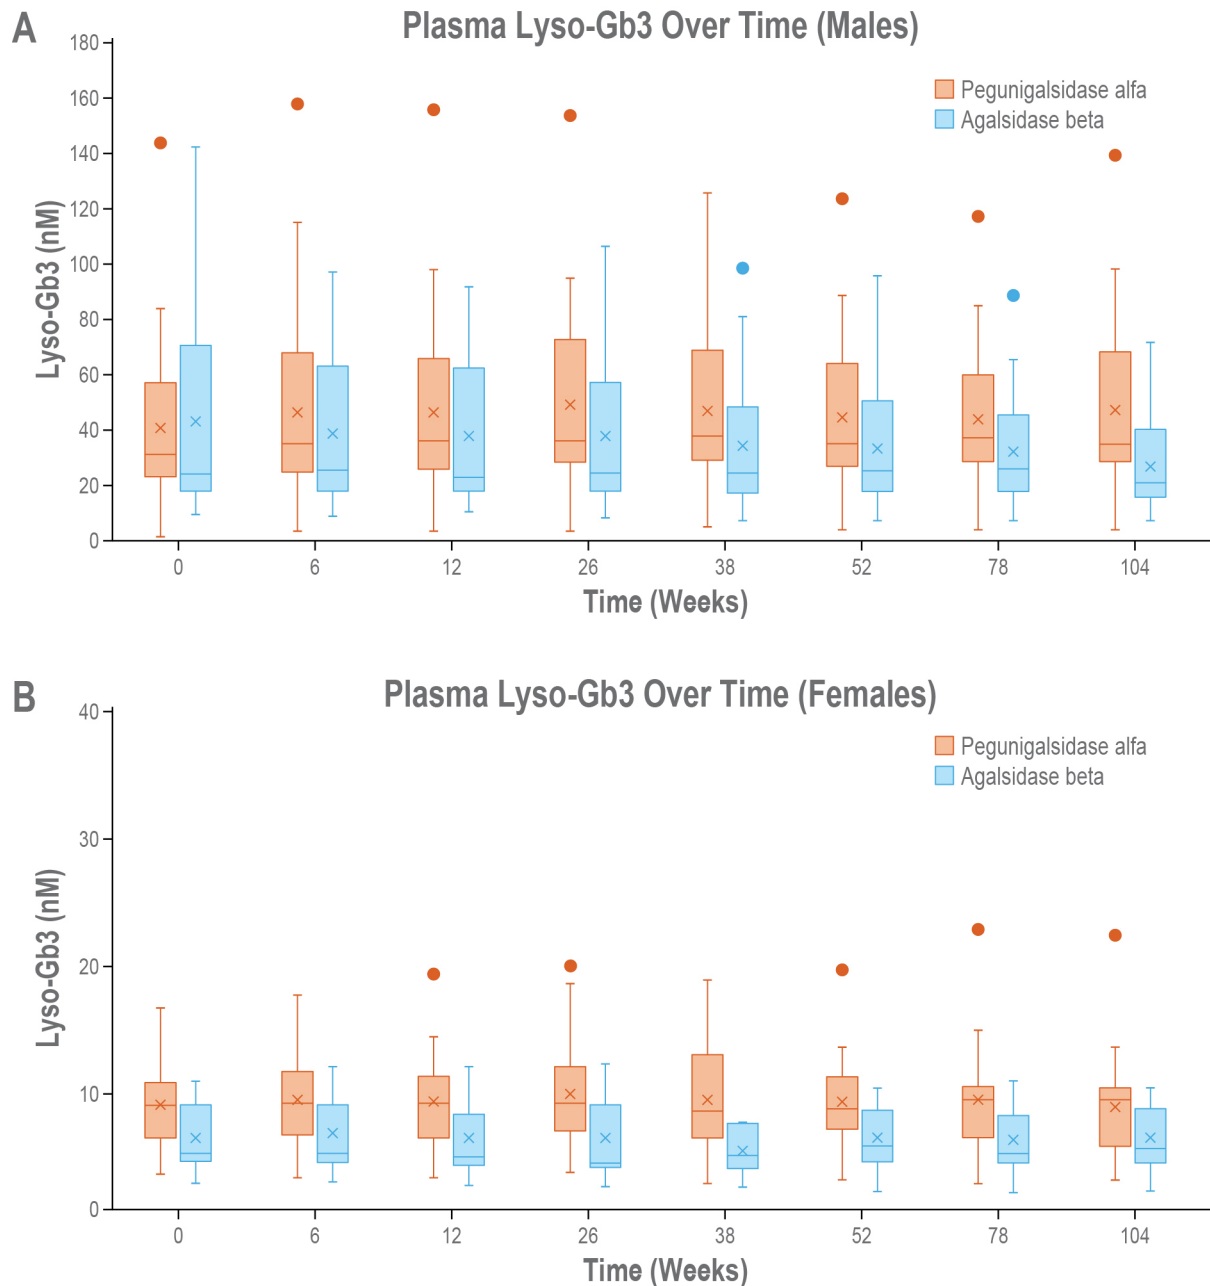 A
Plasma Lyso-Gb3 Over Time (Males)
Pegunigalsidase alfa
Agalsidase beta
Lyso-Gb3 (nM)
180
160
140
120
100
80
60
40
20
0
0 6 12 26 38 52 78 104
Time (Weeks)
B
Plasma Lyso-Gb3 Over Time (Females)
Pegunigalsidase alfa
Agalsidase beta
Lyso-Gb3 (nM)
40
30
20
10
0
0 6 12 26 38 52 78 104
Time (Weeks)